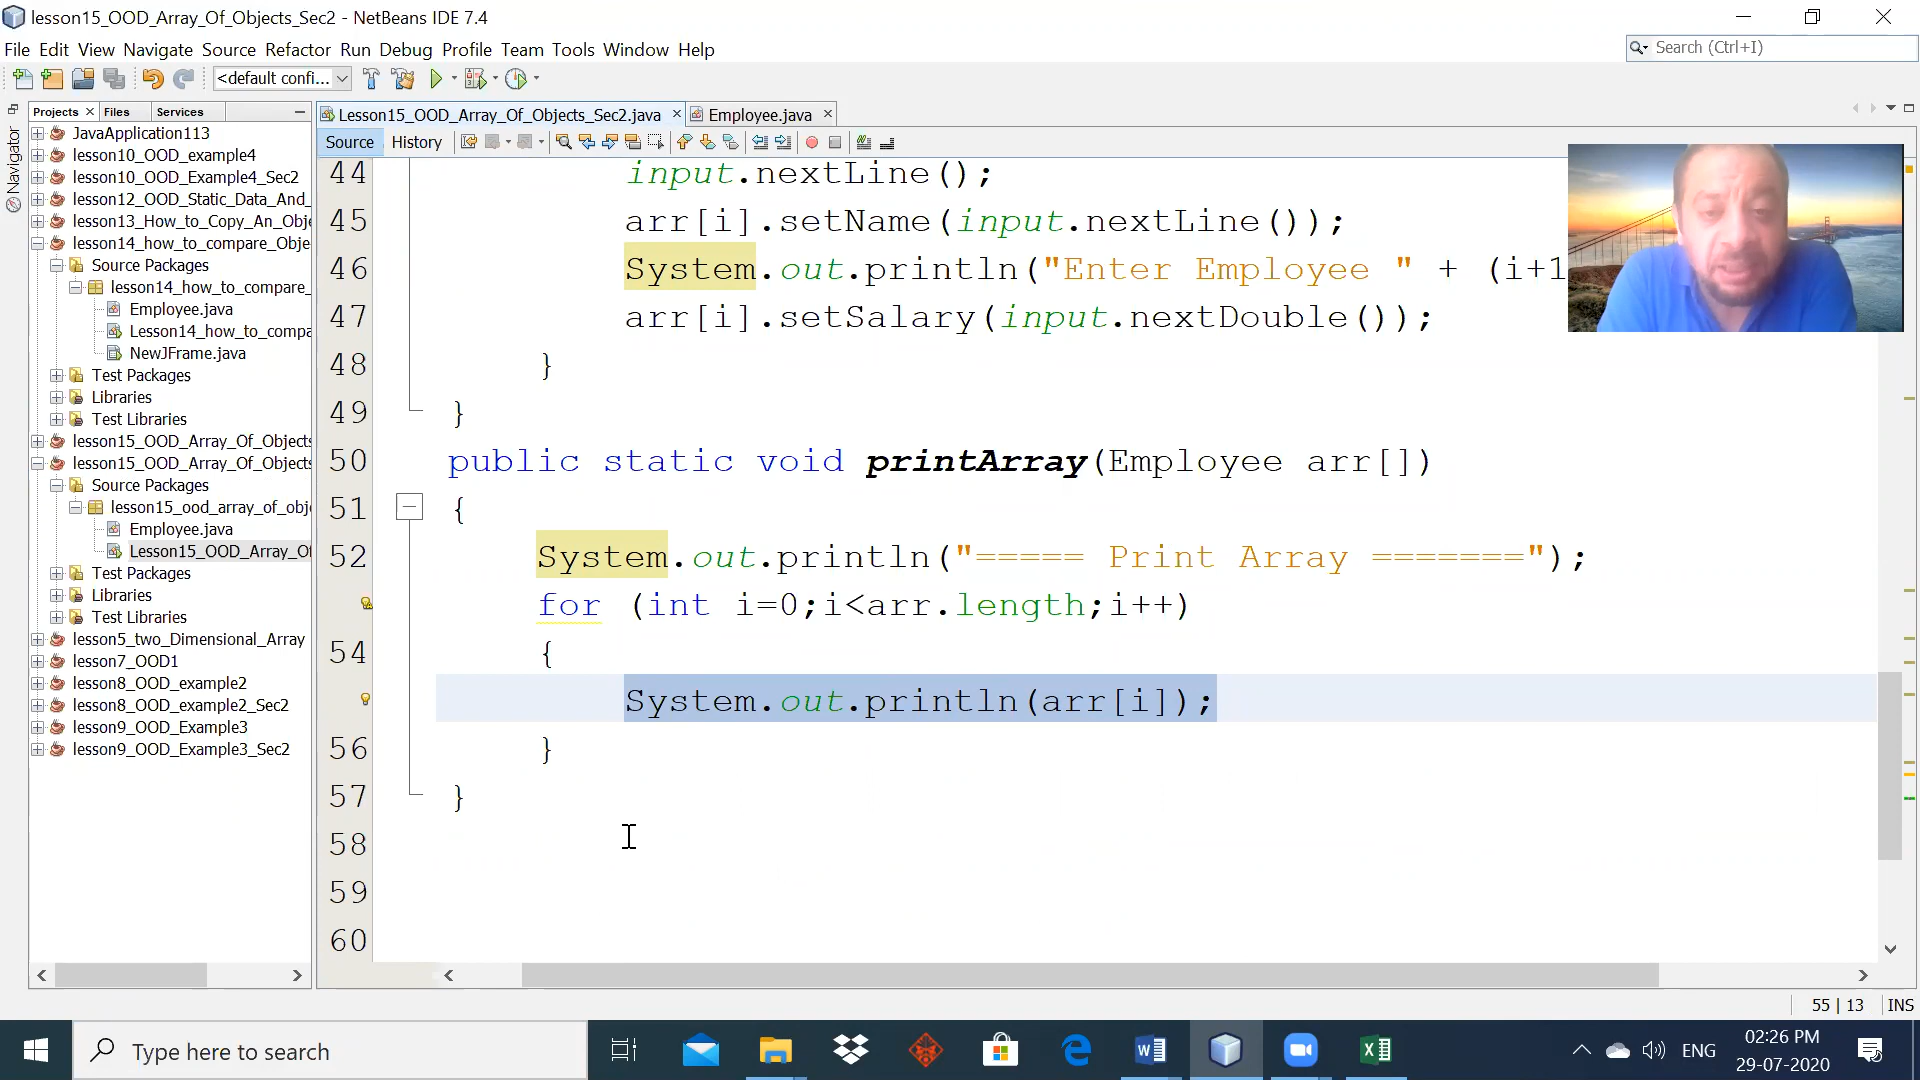 lesson15_OOD_Array_Of_Objects_Sec2 - NetBeans IDE 7.4
File Edit View Navigate Source Refactor Run Debug Profile Team Tools Window Help
Search (Ctrl+I)
<default confi...
Projects Files Services
Navigator
JavaApplication113
lesson10_OOD_example4
lesson10_OOD_Example4_Sec2
lesson12_OOD_Static_Data_And_
lesson13_How_to_Copy_An_Obje
lesson14_how_to_compare_Obje
Source Packages
lesson14_how_to_compare_
Employee.java
Lesson14_how_to_compa
NewJFrame.java
Test Packages
Libraries
Test Libraries
lesson15_OOD_Array_Of_Objects
lesson15_OOD_Array_Of_Objects
Source Packages
lesson15_ood_array_of_obj
Employee.java
Lesson15_OOD_Array_Of
Test Packages
Libraries
Test Libraries
lesson5_two_Dimensional_Array
lesson7_OOD1
lesson8_OOD_example2
lesson8_OOD_example2_Sec2
lesson9_OOD_Example3
lesson9_OOD_Example3_Sec2
Lesson15_OOD_Array_Of_Objects_Sec2.java Employee.java
Source History
44 input.nextLine();
45 arr[i].setName(input.nextLine());
46 System.out.println("Enter Employee " + (i+1
47 arr[i].setSalary(input.nextDouble());
48 }
49 }
50 public static void printArray(Employee arr[])
51 {
52 System.out.println("===== Print Array =======");
for (int i=0;i<arr.length;i++)
54 {
System.out.println(arr[i]);
56 }
57 }
58
59
60
55 | 13 INS
Type here to search
ENG
02:26 PM
29-07-2020